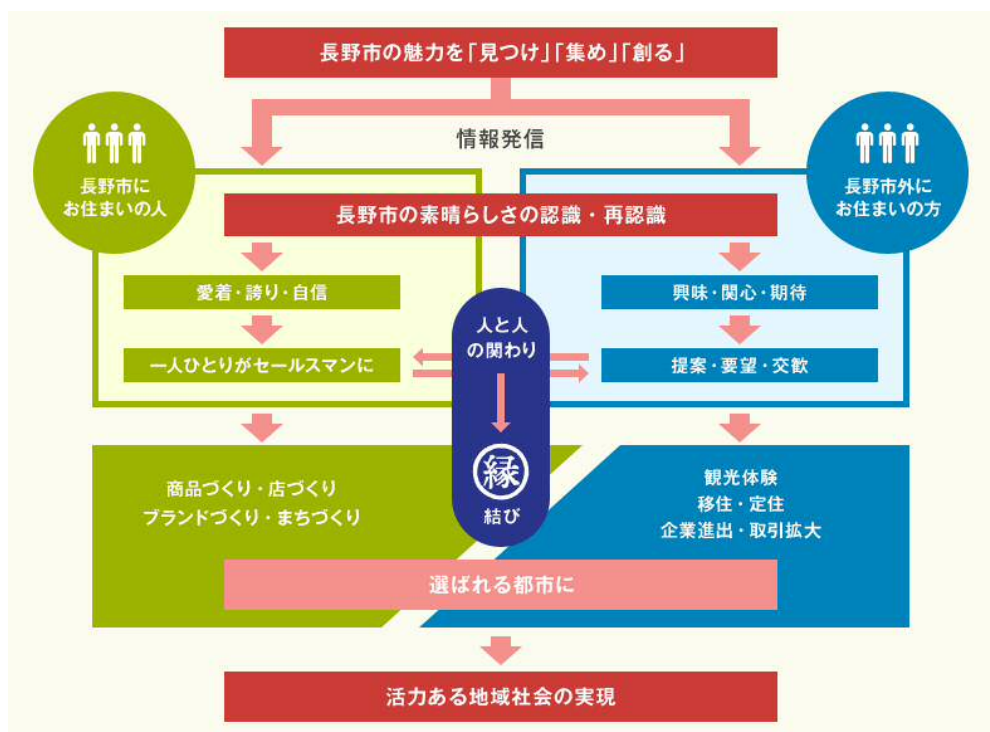 長野市の魅力を「見つけ」「集め」「創る」
情報発信
長野市に
お住まいの人
長野市外に
お住まいの方
長野市の素晴らしさの認識・再認識
愛着・誇り・自信
興味・関心・期待
人と人
の関わり
一人ひとりがセールスマンに
提案・要望・交歓
縁
結び
商品づくり・店づくり
ブランドづくり・まちづくり
観光体験
移住・定住
企業進出・取引拡大
選ばれる都市に
活力ある地域社会の実現